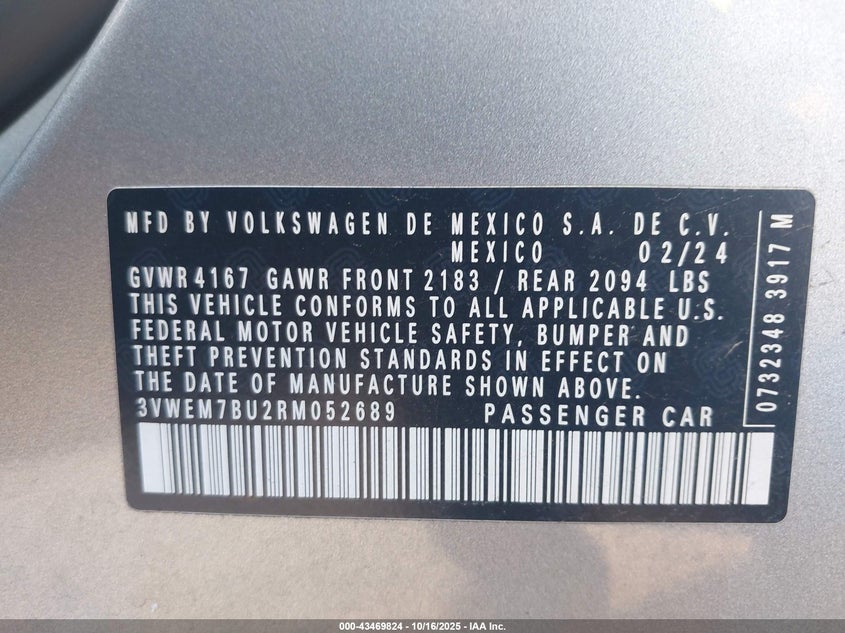 MFD BY VOLKSWAGEN DE MEXICO S.A. DE C.V.
MEXICO 02/24
GVWR 4167 GAWR FRONT 2183 / REAR 2094 LBS
THIS VEHICLE CONFORMS TO ALL APPLICABLE U.S.
FEDERAL MOTOR VEHICLE SAFETY, BUMPER AND
THEFT PREVENTION STANDARDS IN EFFECT ON
THE DATE OF MANUFACTURE SHOWN ABOVE.
3VWEM7BU2RM052689 PASSENGER CAR
0732348 3917 M
000-43469824 - 10/16/2025 - IAA Inc.